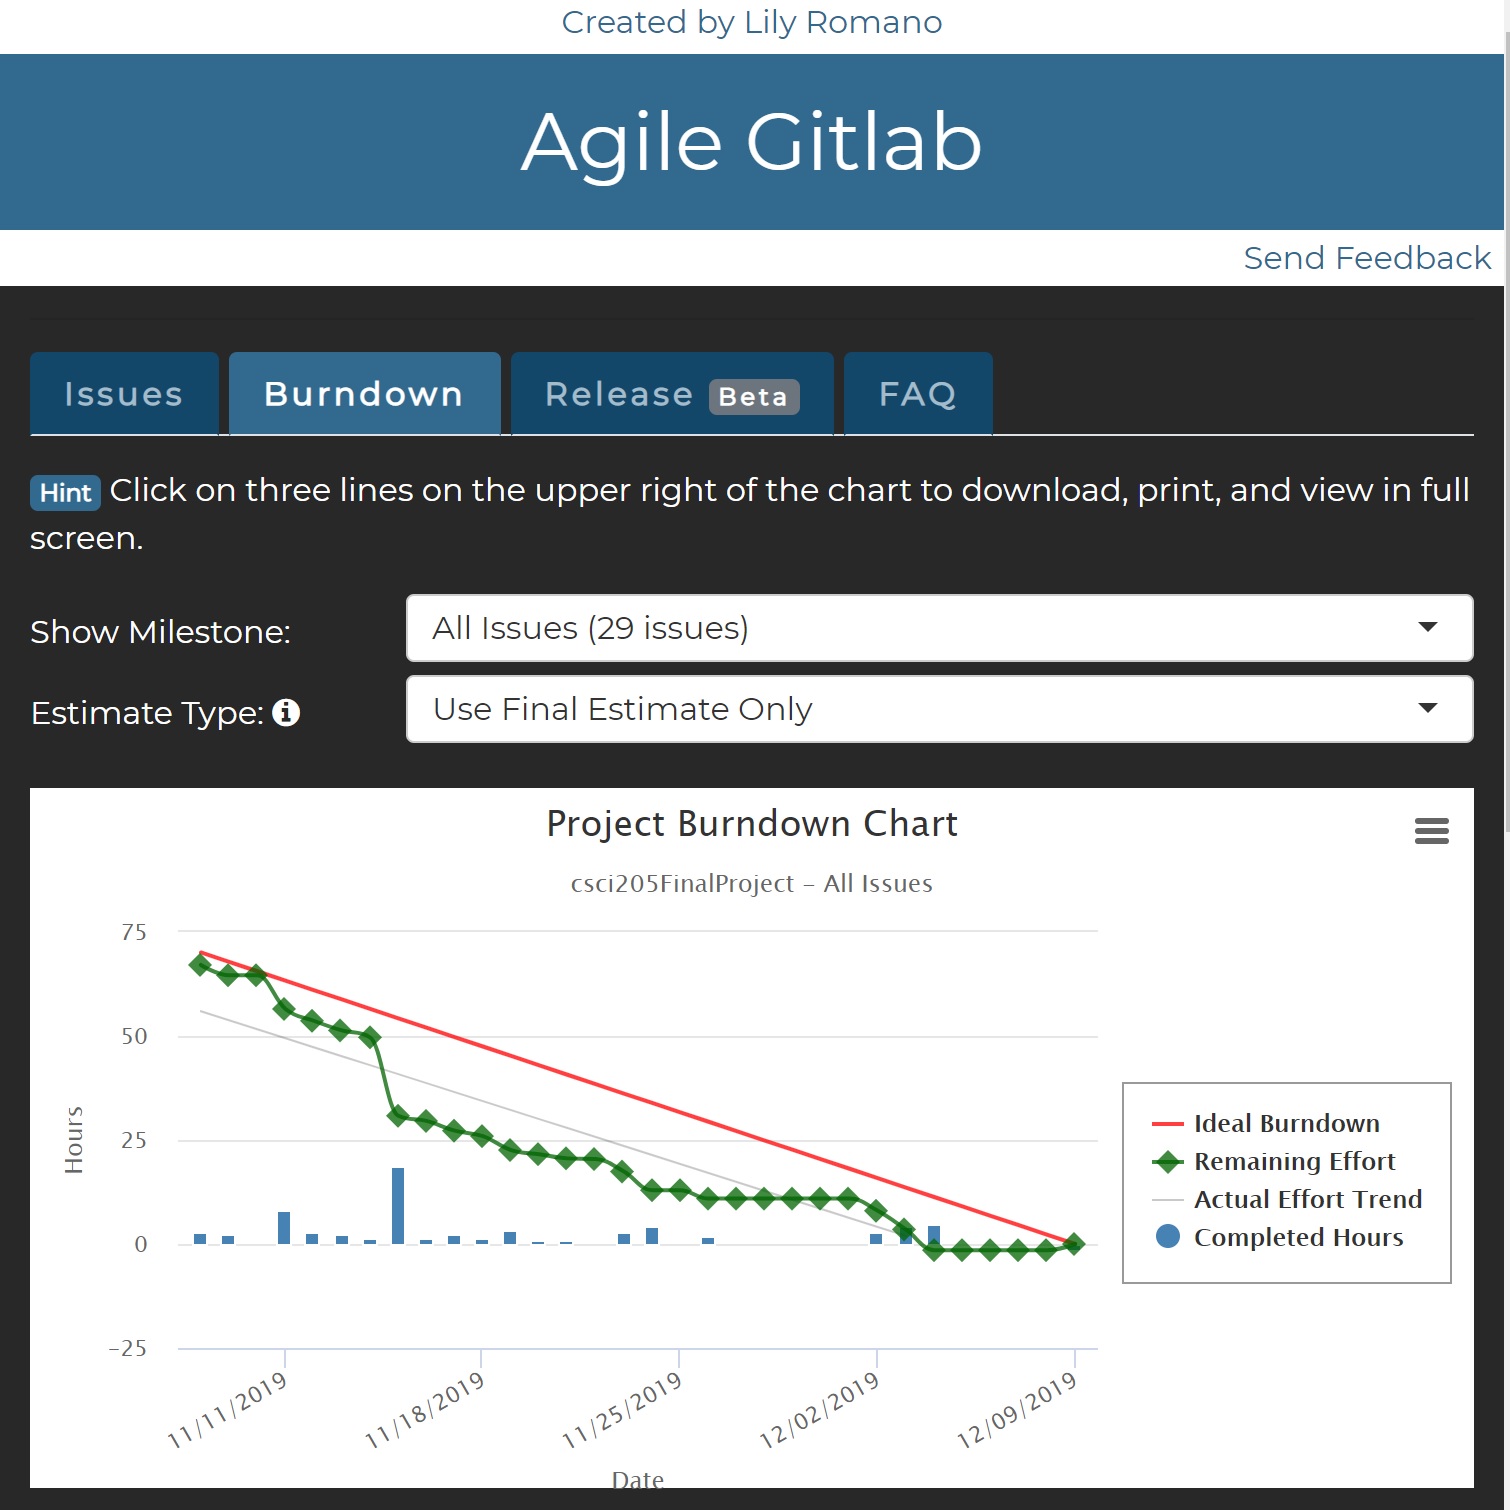 Created by Lily Romano
Agile Gitlab
Send Feedback
Issues
Burndown
Release Beta
FAQ
Hint Click on three lines on the upper right of the chart to download, print, and view in full
screen.
Show Milestone:
All Issues (29 issues)
Estimate Type:
Use Final Estimate Only
Project Burndown Chart
csci205FinalProject – All Issues
75
50
25
0
−25
Hours
Ideal Burndown
Remaining Effort
Actual Effort Trend
Completed Hours
11/11/2019
11/18/2019
11/25/2019
12/02/2019
12/09/2019
Date